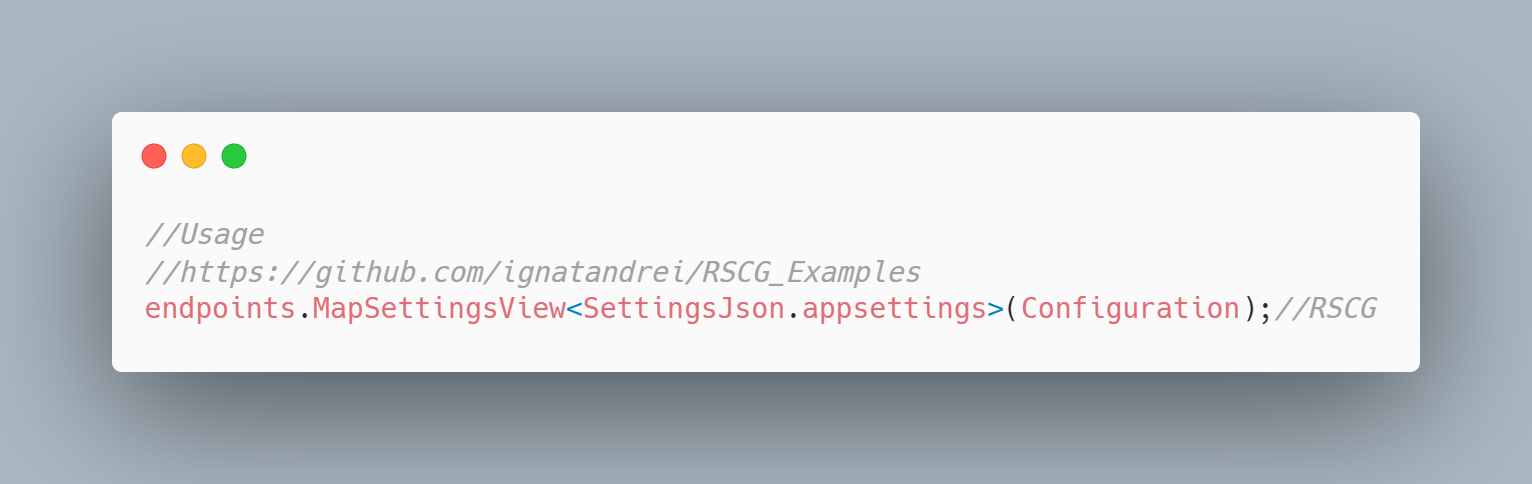 //Usage
//https://github.com/ignatandrei/RSCG_Examples
endpoints.MapSettingsView<SettingsJson.appsettings>(Configuration);//RSCG